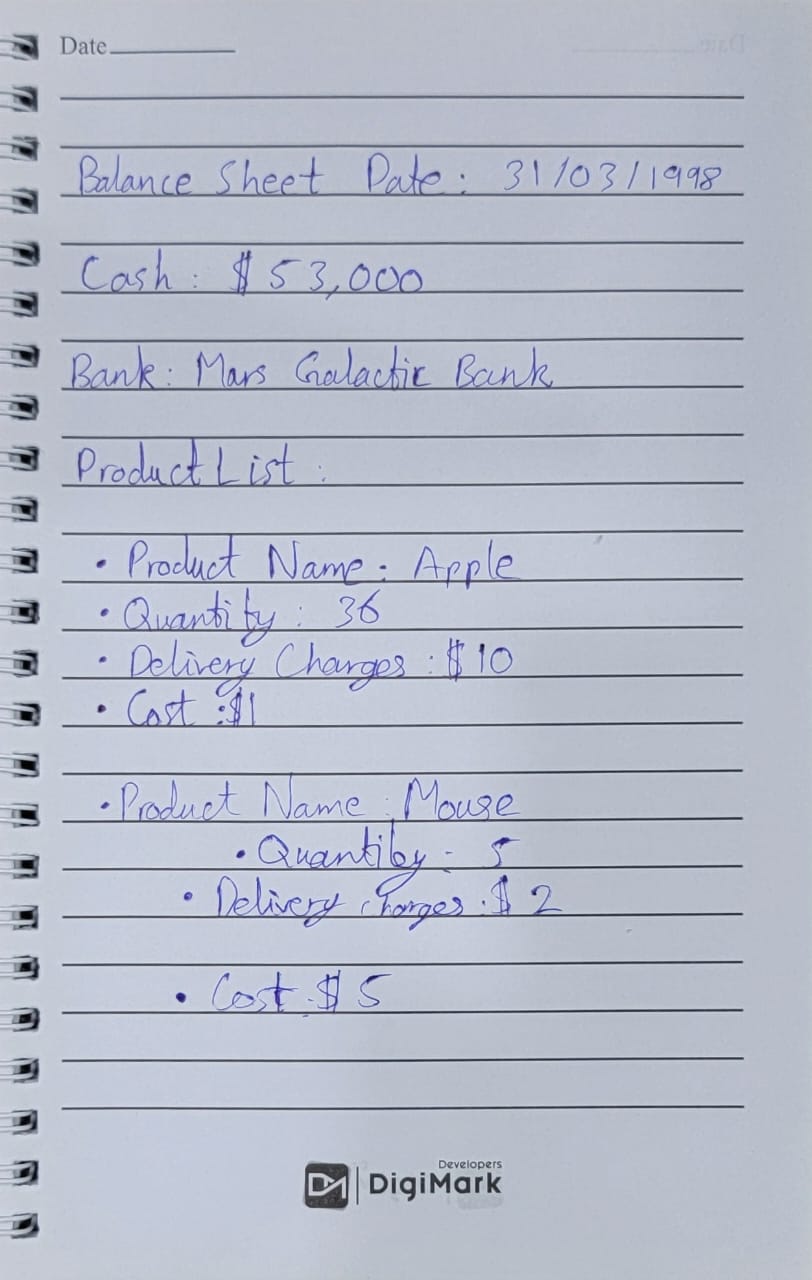 Date
Balance Sheet Date: 31/03/1998
Cash: $53,000
Bank: Mars Galactic Bank
Product List:
• Product Name: Apple
• Quantity: 36
• Delivery Charges: $10
• Cost: $1
• Product Name: Mouse
• Quantity: 5
• Delivery Charges: $2
• Cost: $5
Developers
DM DigiMark